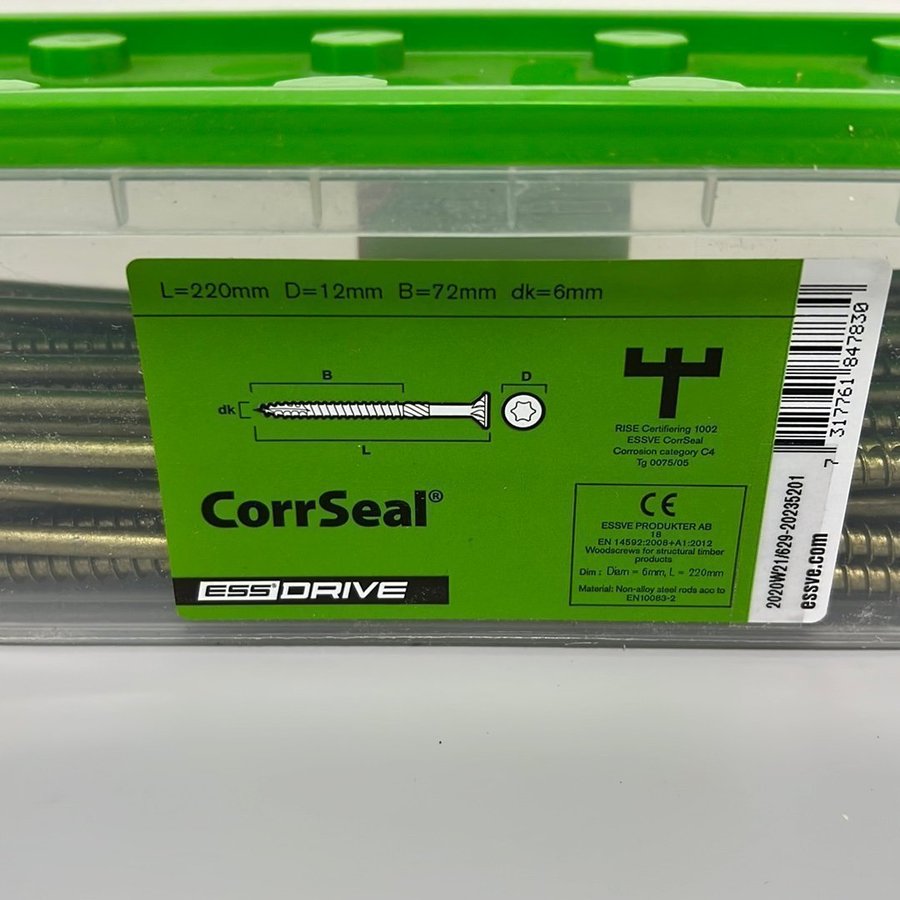 L=220mm D=12mm B=72mm dk=6mm
B
D
dk
L
RISE Certifiering 1002
ESSVE CorrSeal
Corrosion category C4
Tg 0075/05
CorrSeal®
ESSDRIVE
CE
ESSVE PRODUKTER AB
18
EN 14592:2008+A1:2012
Woodscrews for structural timber
products
Dim : Diam = 6mm, L = 220mm
Material: Non-alloy steel rods acc to
EN10083-2
7 317761 847830
2020W21/629-20235201
essve.com